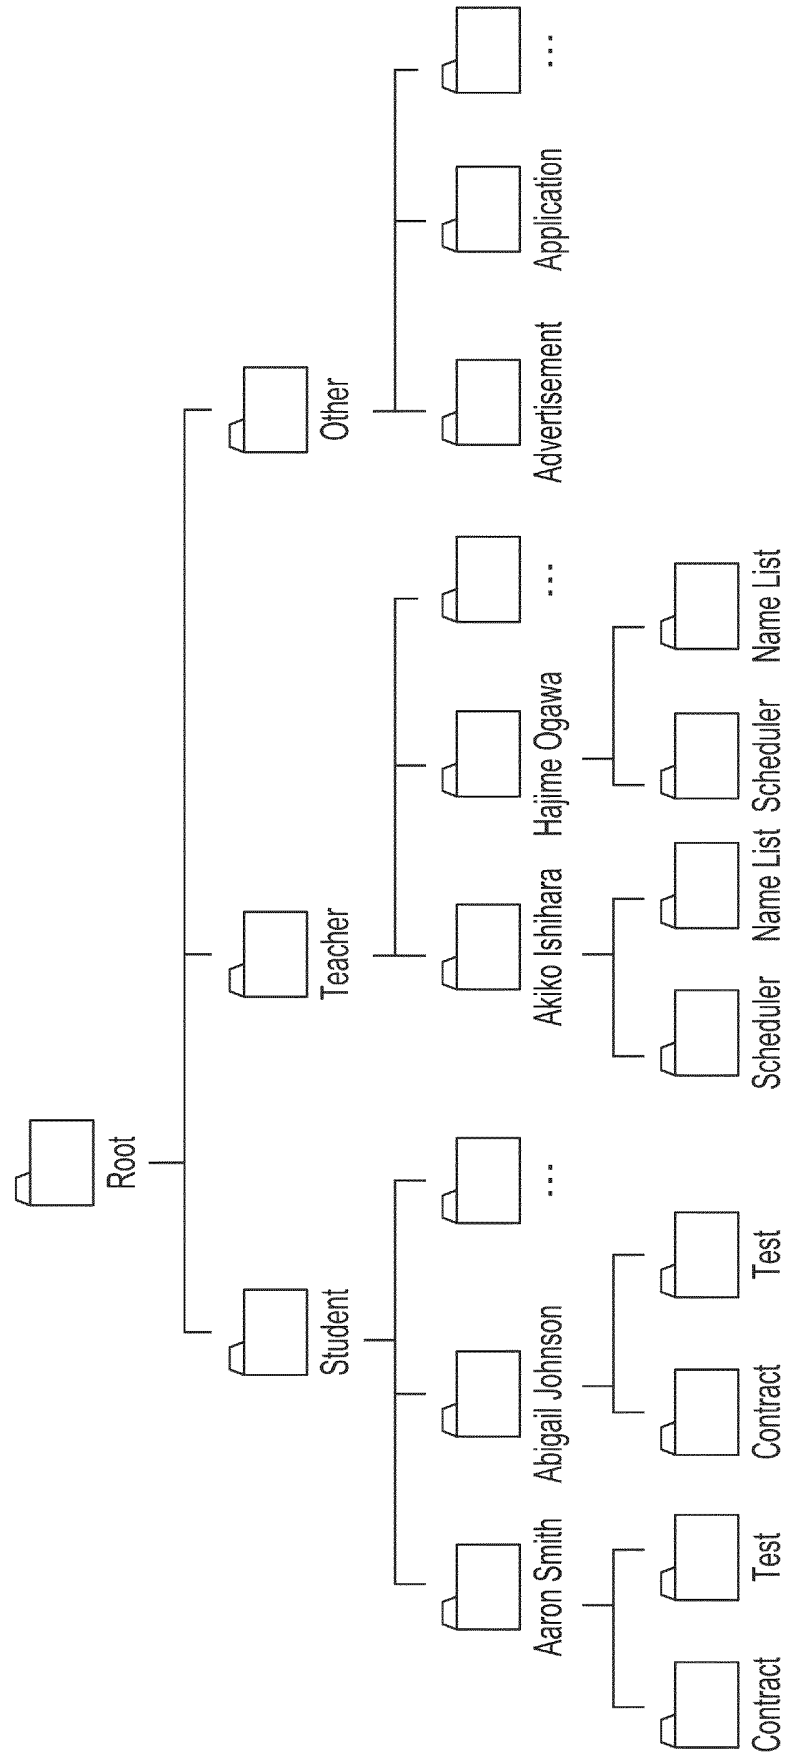 Root
Student
Teacher
Other
Aaron Smith
Abigail Johnson
...
Akiko Ishihara
Hajime Ogawa
...
Advertisement
Application
...
Contract
Test
Contract
Test
Scheduler
Name List
Scheduler
Name List